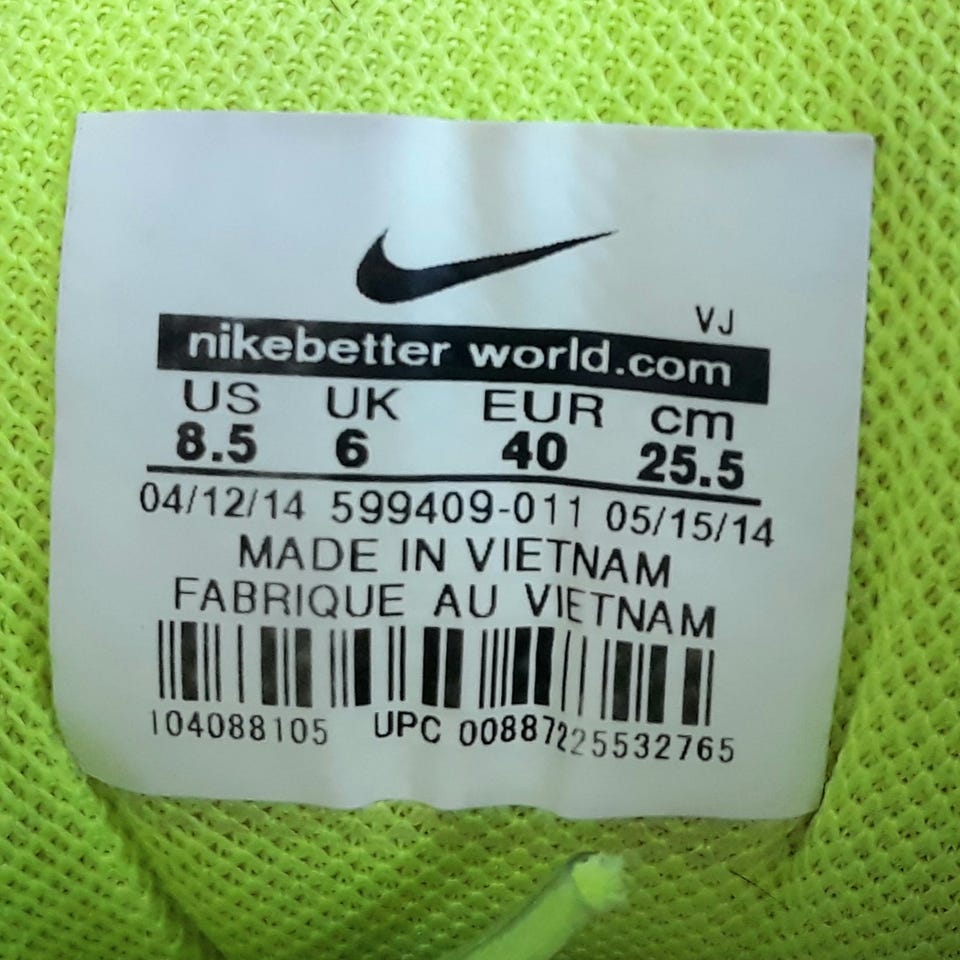 VJ
nikebetter world.com
US UK EUR cm
8.5 6 40 25.5
04/12/14 599409-011 05/15/14
MADE IN VIETNAM
FABRIQUE AU VIETNAM
104088105 UPC 00887225532765